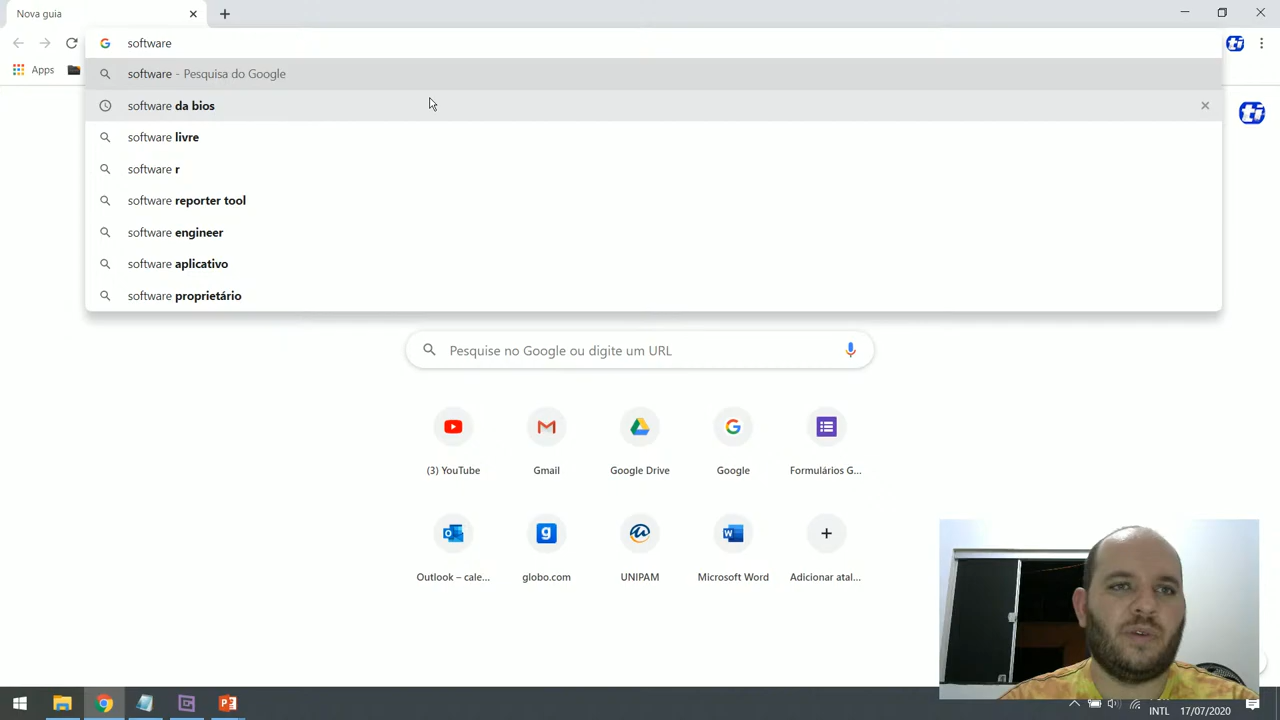 Nova guia
software
Apps
software - Pesquisa do Google
software da bios
software livre
software r
software reporter tool
software engineer
software aplicativo
software proprietário
Pesquise no Google ou digite um URL
(3) YouTube
Gmail
Google Drive
Google
Formulários G...
Outlook – cale...
globo.com
UNIPAM
Microsoft Word
Adicionar atal...
INTL
17/07/2020